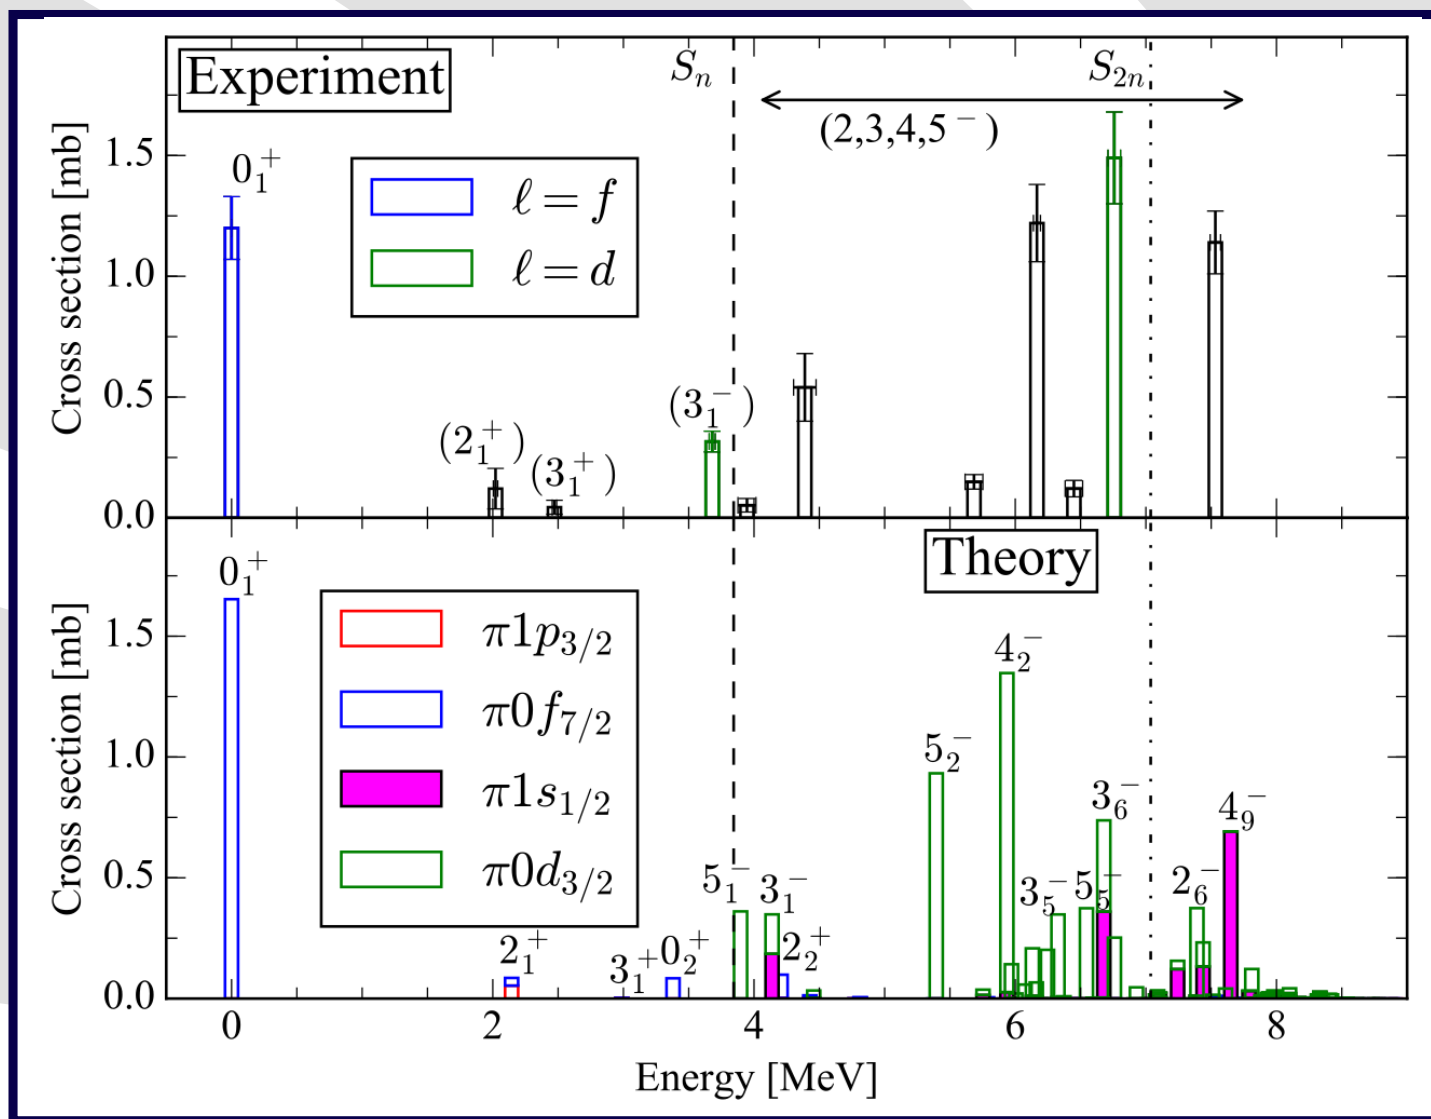 Experiment
Sₙ
S₂ₙ
(2,3,4,5⁻)
0₁⁺
ℓ = f
ℓ = d
(2₁⁺)
(3₁⁺)
(3₁⁻)
Cross section [mb]
1.5
1.0
0.5
0.0
Theory
0₁⁺
π1p₃/₂
π0f₇/₂
π1s₁/₂
π0d₃/₂
2₁⁺
3₁⁺
0₂⁺
5₁⁻
3₁⁻
2₂⁺
5₂⁻
4₂⁻
3₅⁻
5₅⁻
3₆⁻
2₆⁻
4₉⁻
Cross section [mb]
1.5
1.0
0.5
0.0
0 2 4 6 8
Energy [MeV]